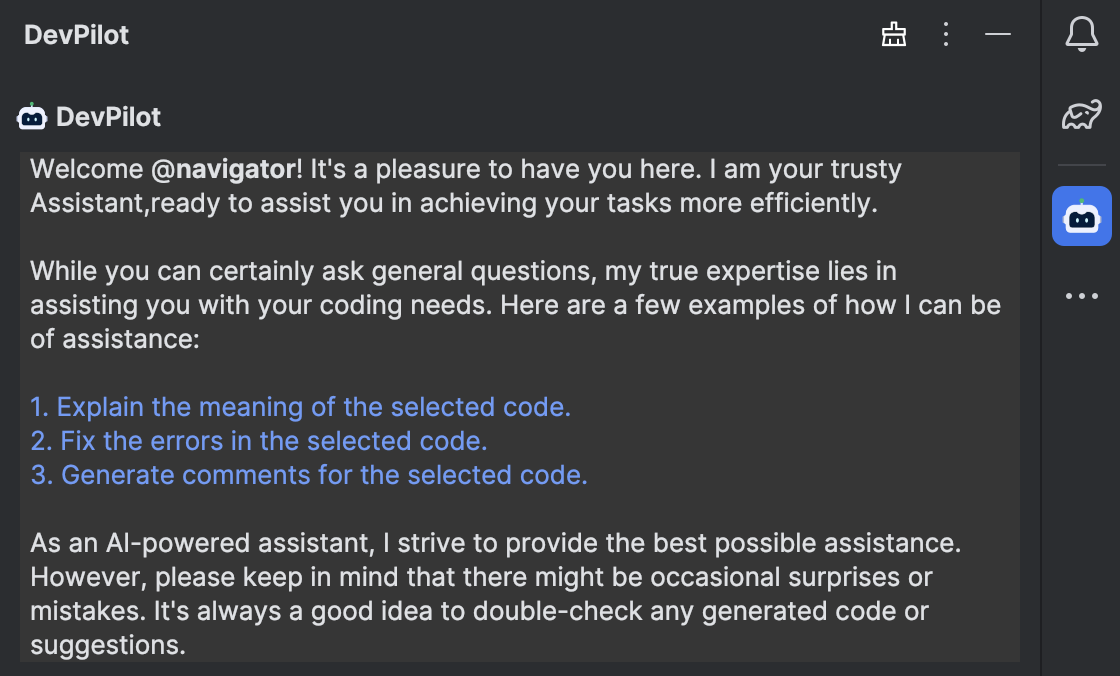 DevPilot
DevPilot
Welcome @navigator! It's a pleasure to have you here. I am your trusty
Assistant,ready to assist you in achieving your tasks more efficiently.
While you can certainly ask general questions, my true expertise lies in
assisting you with your coding needs. Here are a few examples of how I can be
of assistance:
1. Explain the meaning of the selected code.
2. Fix the errors in the selected code.
3. Generate comments for the selected code.
As an AI-powered assistant, I strive to provide the best possible assistance.
However, please keep in mind that there might be occasional surprises or
mistakes. It's always a good idea to double-check any generated code or
suggestions.